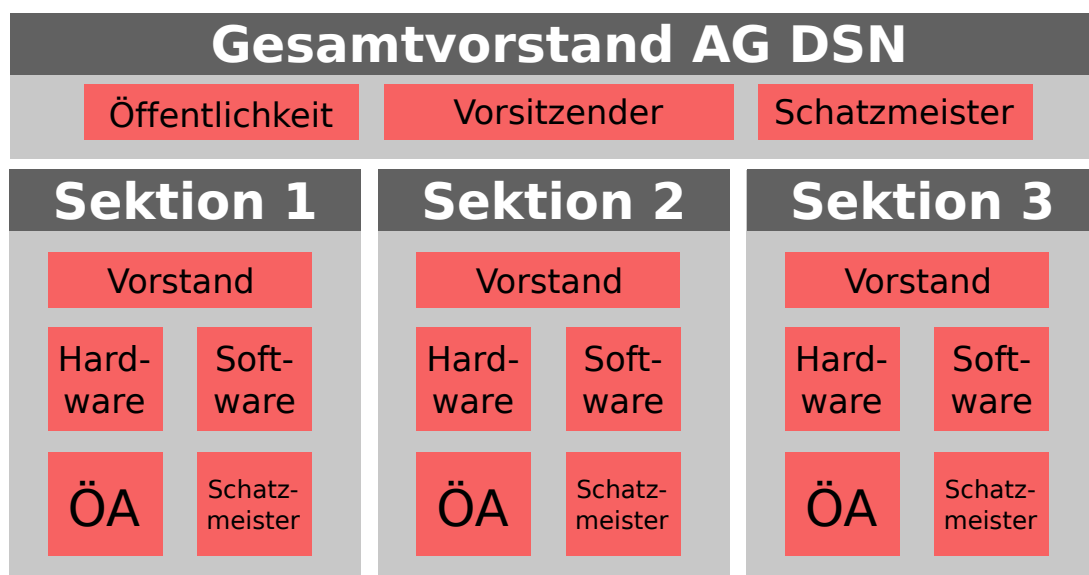 Gesamtvorstand AG DSN
Öffentlichkeit
Vorsitzender
Schatzmeister
Sektion 1
Vorstand
Hard-
ware
Soft-
ware
ÖA
Schatz-
meister
Sektion 2
Vorstand
Hard-
ware
Soft-
ware
ÖA
Schatz-
meister
Sektion 3
Vorstand
Hard-
ware
Soft-
ware
ÖA
Schatz-
meister